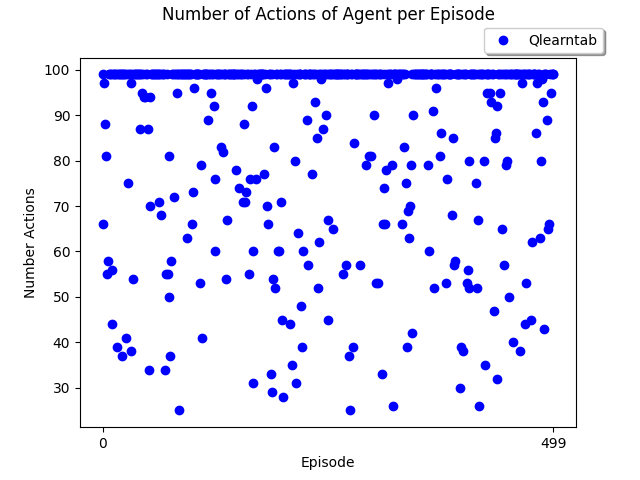 Number of Actions of Agent per Episode
Qlearntab
100
90
80
70
60
50
40
30
Number Actions
0
499
Episode